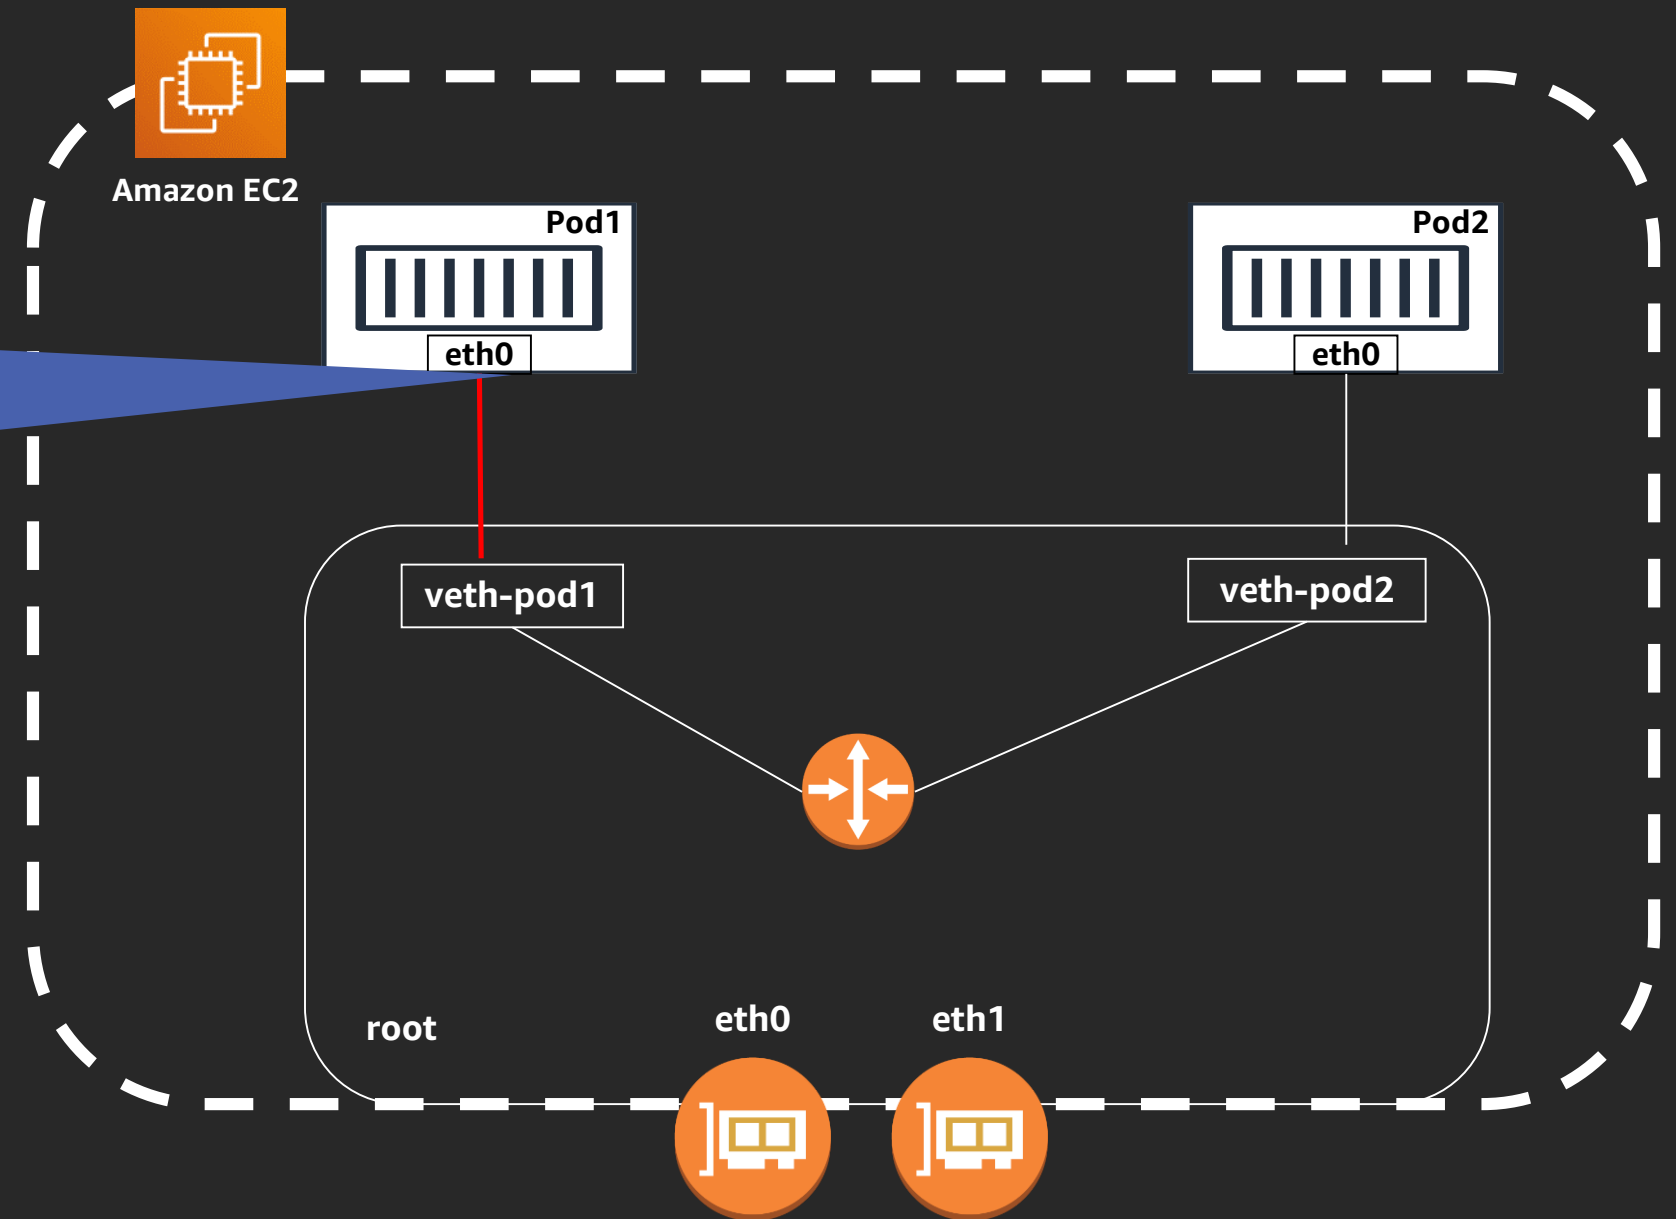 Amazon EC2
Pod1
eth0
Pod2
eth0
veth-pod1
veth-pod2
root
eth0
eth1